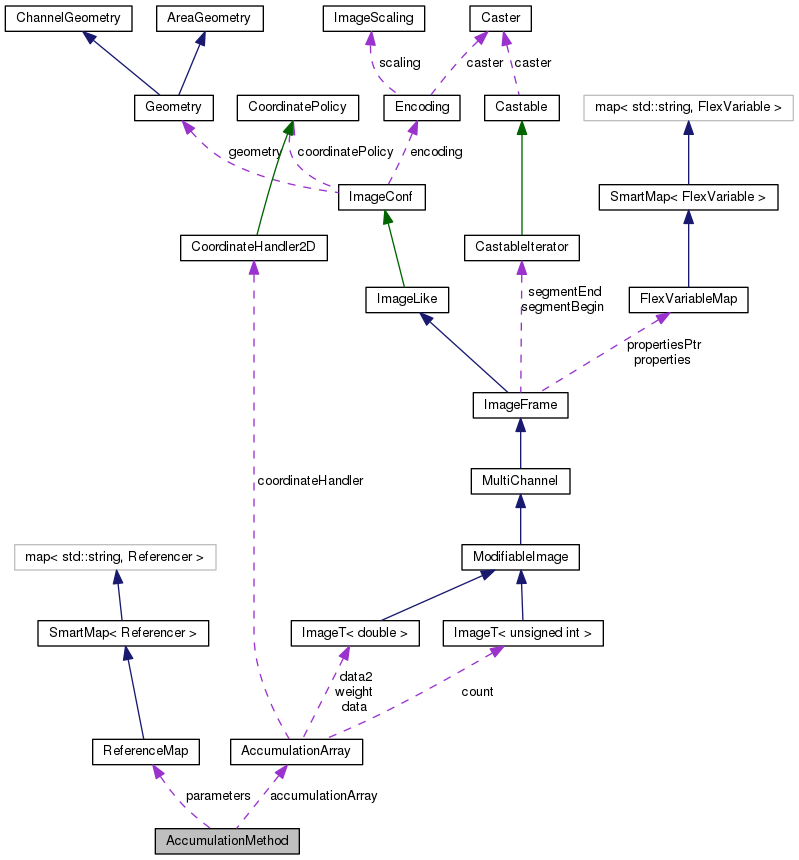 ChannelGeometry
AreaGeometry
ImageScaling
Caster
scaling
caster
caster
Geometry
CoordinatePolicy
Encoding
Castable
map< std::string, FlexVariable >
geometry
coordinatePolicy
encoding
ImageConf
SmartMap< FlexVariable >
CoordinateHandler2D
CastableIterator
ImageLike
segmentEnd
segmentBegin
FlexVariableMap
propertiesPtr
properties
ImageFrame
coordinateHandler
MultiChannel
map< std::string, Referencer >
ModifiableImage
SmartMap< Referencer >
ImageT< double >
ImageT< unsigned int >
data2
weight
data
count
ReferenceMap
AccumulationArray
parameters
accumulationArray
AccumulationMethod